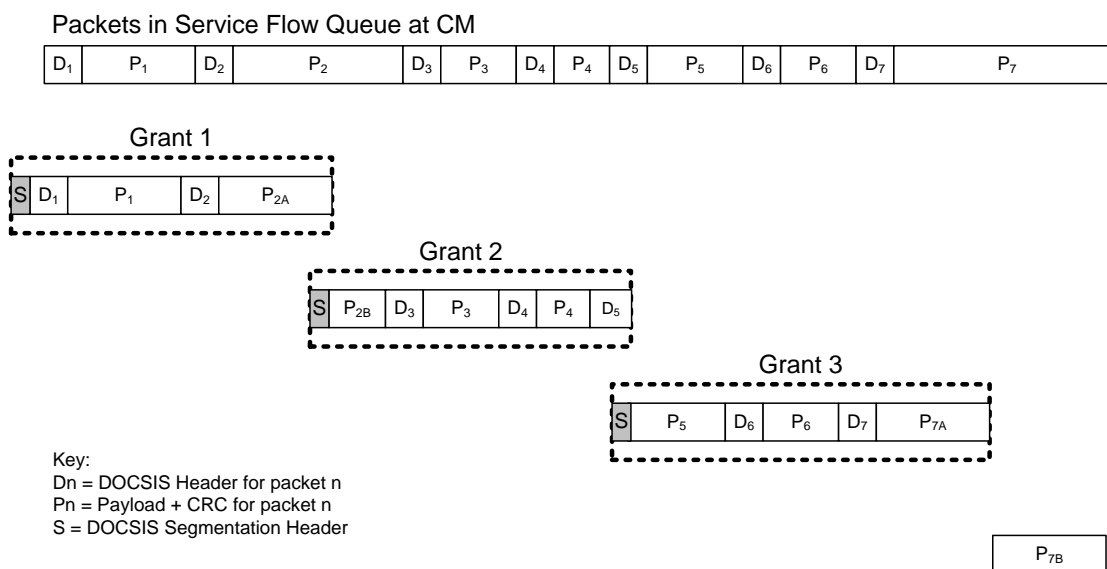 Packets in Service Flow Queue at CM
D₁ P₁ D₂ P₂ D₃ P₃ D₄ P₄ D₅ P₅ D₆ P₆ D₇ P₇
Grant 1
S D₁ P₁ D₂ P₂A
Grant 2
S P₂B D₃ P₃ D₄ P₄ D₅
Grant 3
S P₅ D₆ P₆ D₇ P₇A
Key:
Dn = DOCSIS Header for packet n
Pn = Payload + CRC for packet n
S = DOCSIS Segmentation Header
P₇B